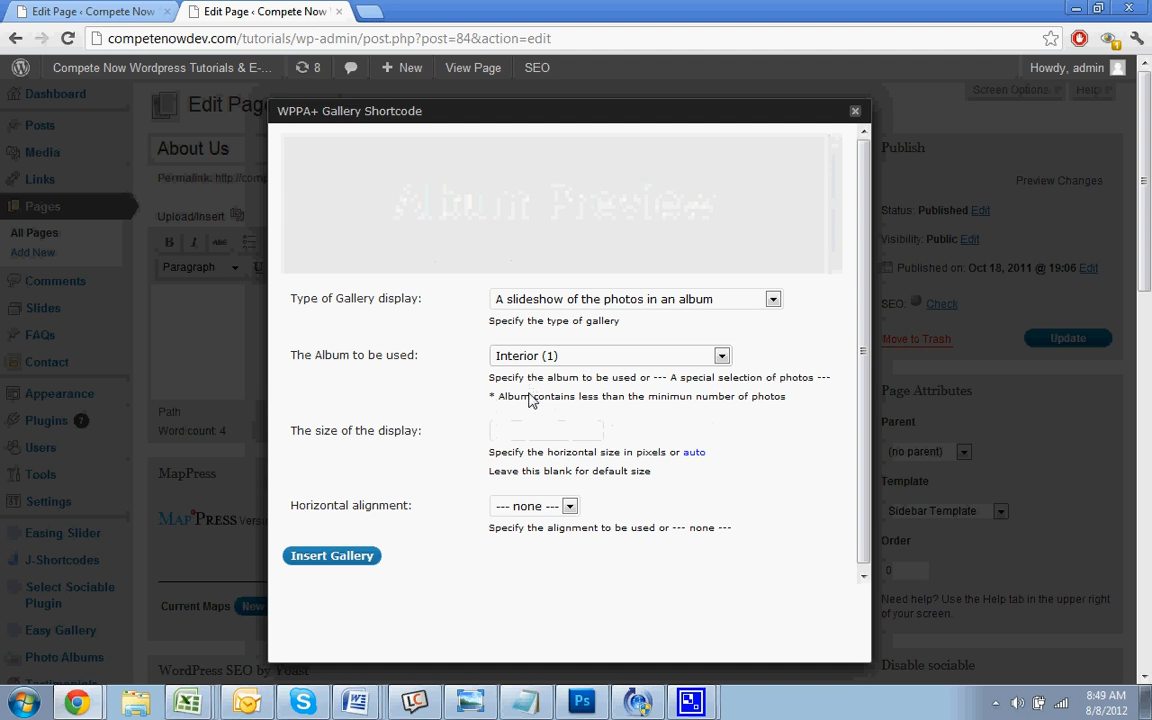 Edit Page ‹ Compete Now
Edit Page ‹ Compete Now
competenowdev.com/tutorials/wp-admin/post.php?post=84&action=edit
Compete Now Wordpress Tutorials & E-...
8
New
View Page
SEO
Howdy, admin
Dashboard
Posts
Media
Links
Pages
All Pages
Add New
Comments
Slides
FAQs
Contact
Appearance
Plugins
Users
Tools
Settings
Easing Slider
J-Shortcodes
Select Sociable
Plugin
Easy Gallery
Photo Albums
Testimonials
Edit Pag
About Us
Permalink: http://comp
Upload/Insert
B I ABC
Paragraph U
Path
Word count: 4
MapPress
MapPress Versio
Current Maps New
WordPress SEO by Yoast
WPPA+ Gallery Shortcode
Album Preview
Type of Gallery display:
A slideshow of the photos in an album
Specify the type of gallery
The Album to be used:
Interior (1)
Specify the album to be used or --- A special selection of photos ---
* Album contains less than the minimun number of photos
The size of the display:
Specify the horizontal size in pixels or auto
Leave this blank for default size
Horizontal alignment:
--- none ---
Specify the alignment to be used or --- none ---
Insert Gallery
Screen Options
Help
Publish
Preview Changes
Status: Published Edit
Visibility: Public Edit
Published on: Oct 18, 2011 @ 19:06 Edit
SEO: Check
Move to Trash
Update
Page Attributes
Parent
(no parent)
Template
Sidebar Template
Order
0
Need help? Use the Help tab in the upper right
of your screen.
Disable sociable
8:49 AM
8/8/2012